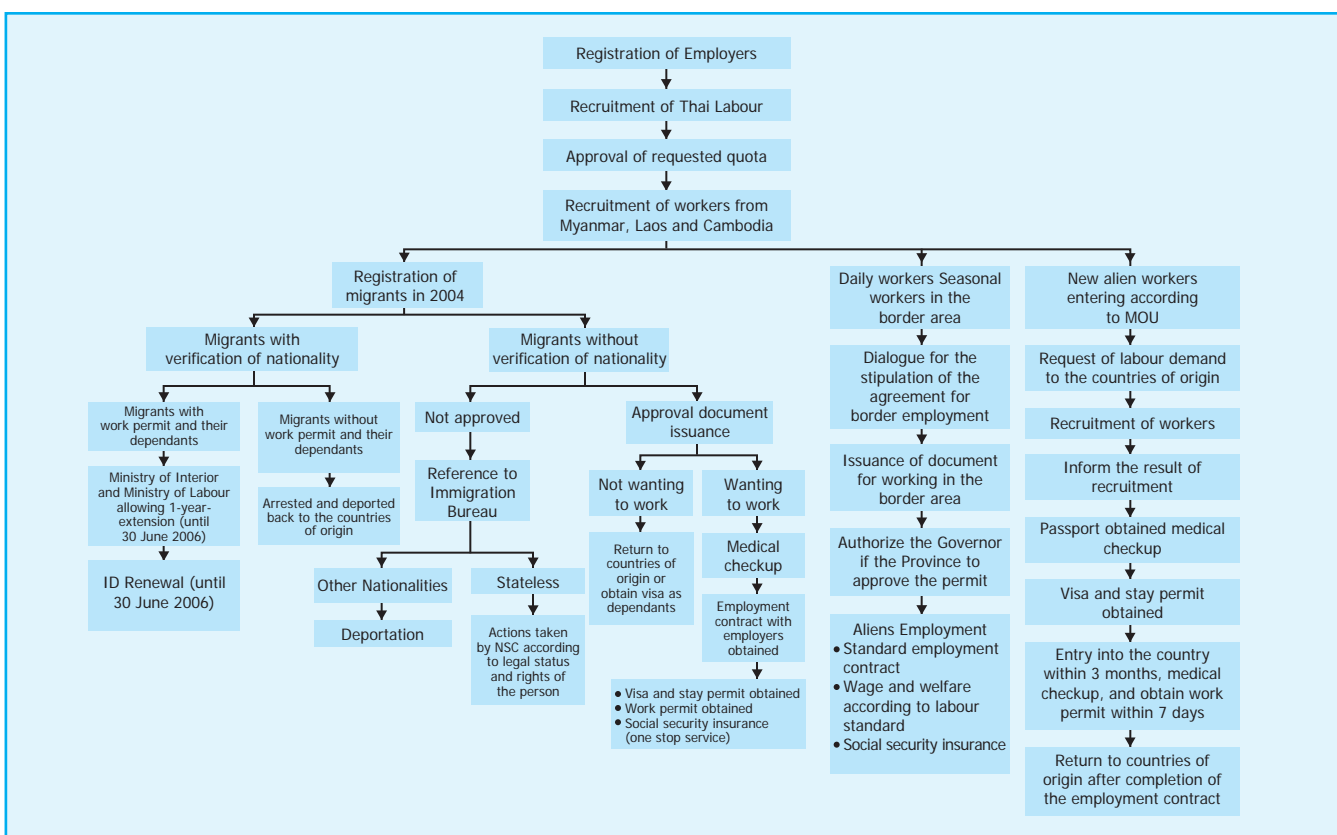 Registration of Employers
Recruitment of Thai Labour
Approval of requested quota
Recruitment of workers from
Myanmar, Laos and Cambodia
Registration of
migrants in 2004
Migrants with
verification of nationality
Migrants with
work permit and their
dependants
Ministry of Interior
and Ministry of Labour
allowing 1-year-
extension (until
30 June 2006)
ID Renewal (until
30 June 2006)
Migrants without
work permit and their
dependants
Arrested and deported
back to the countries
of origin
Migrants without
verification of nationality
Not approved
Reference to
Immigration
Bureau
Other Nationalities
Deportation
Stateless
Actions taken
by NSC according
to legal status
and rights of
the person
Approval document
issuance
Not wanting
to work
Return to
countries of
origin or
obtain visa as
dependants
Wanting
to work
Medical
checkup
Employment
contract with
employers
obtained
• Visa and stay permit obtained
• Work permit obtained
• Social security insurance
(one stop service)
Daily workers Seasonal
workers in the
border area
Dialogue for the
stipulation of the
agreement for
border employment
Issuance of document
for working in the
border area
Authorize the Governor
if the Province to
approve the permit
Aliens Employment
• Standard employment
contract
• Wage and welfare
according to labour
standard
• Social security insurance
New alien workers
entering according
to MOU
Request of labour demand
to the countries of origin
Recruitment of workers
Inform the result of
recruitment
Passport obtained medical
checkup
Visa and stay permit
obtained
Entry into the country
within 3 months, medical
checkup, and obtain work
permit within 7 days
Return to countries of
origin after completion of
the employment contract